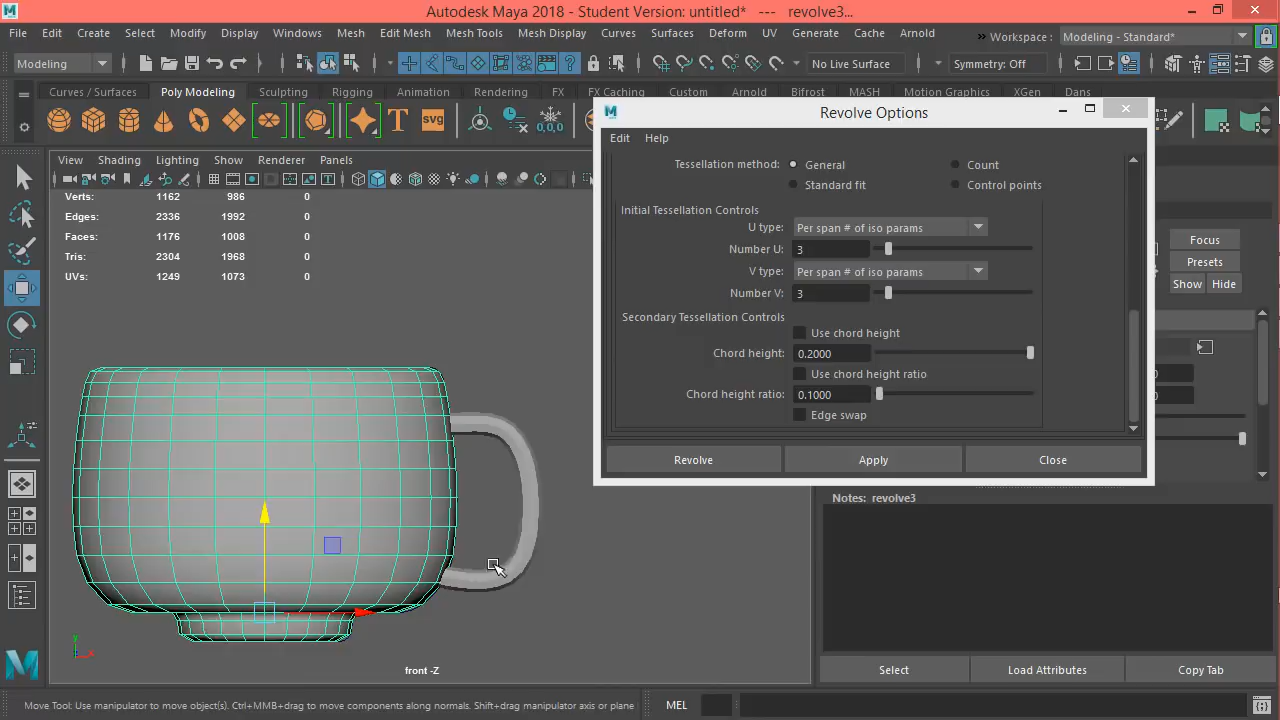 Autodesk Maya 2018 - Student Version: untitled* --- revolve3...
File Edit Create Select Modify Display Windows Mesh Edit Mesh Mesh Tools Mesh Display Curves Surfaces Deform UV Generate Cache Arnold » Workspace : Modeling - Standard*
Modeling No Live Surface Symmetry: Off
Curves / Surfaces Poly Modeling Sculpting Rigging Animation Rendering FX FX Caching Custom Arnold Bifrost MASH Motion Graphics XGen Dans
T SVG 0,0,0
Revolve Options
Edit Help
View Shading Lighting Show Renderer Panels
Verts: 1162 986 0
Edges: 2336 1992 0
Faces: 1176 1008 0
Tris: 2304 1968 0
UVs: 1249 1073 0
Tessellation method: General Count
Standard fit Control points
Initial Tessellation Controls
U type: Per span # of iso params
Number U: 3
V type: Per span # of iso params
Number V: 3
Secondary Tessellation Controls
Use chord height
Chord height: 0.2000
Use chord height ratio
Chord height ratio: 0.1000
Edge swap
Revolve Apply Close
Focus
Presets
Show Hide
Notes: revolve3
Select Load Attributes Copy Tab
y
x
front -Z
Move Tool: Use manipulator to move object(s). Ctrl+MMB+drag to move components along normals. Shift+drag manipulator axis or plane
MEL